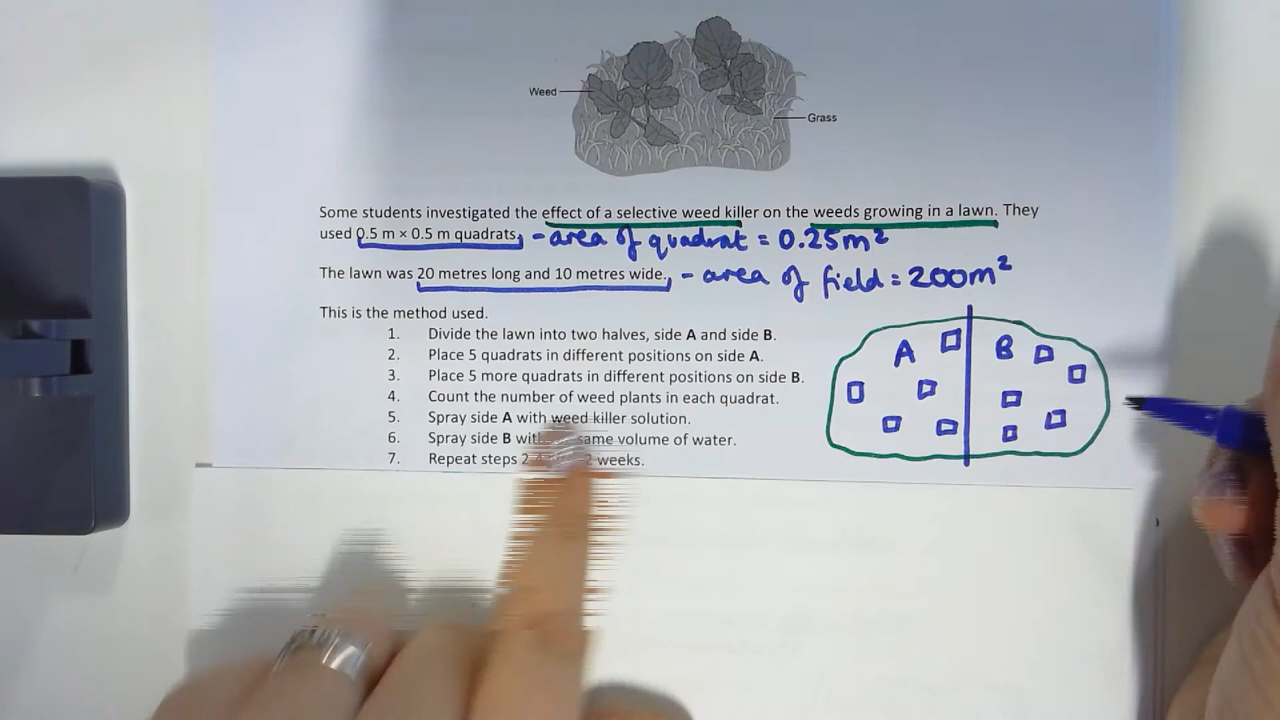 Weed
Grass
Some students investigated the effect of a selective weed killer on the weeds growing in a lawn. They
used 0.5 m × 0.5 m quadrats. - area of quadrat = 0.25m²
The lawn was 20 metres long and 10 metres wide. - area of field = 200m²
This is the method used.
1. Divide the lawn into two halves, side A and side B.
2. Place 5 quadrats in different positions on side A.
3. Place 5 more quadrats in different positions on side B.
4. Count the number of weed plants in each quadrat.
5. Spray side A with weed killer solution.
6. Spray side B with same volume of water.
7. Repeat steps 2 weeks.
A B